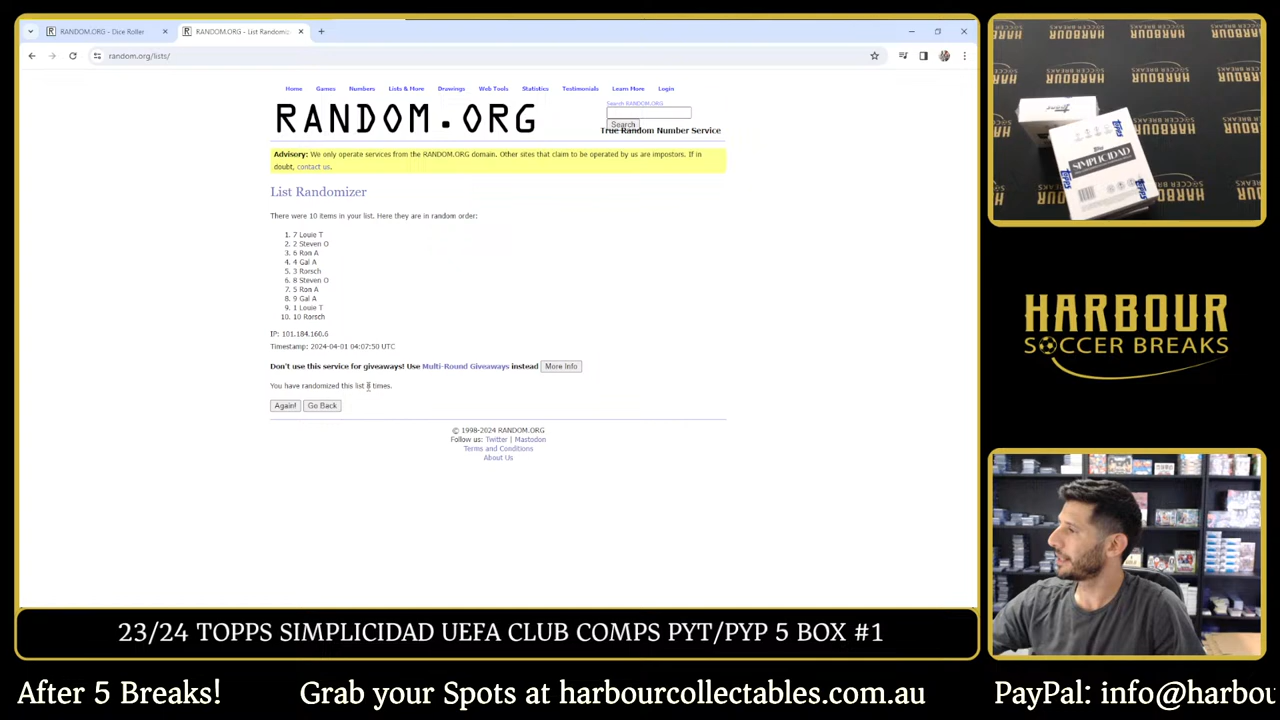 RANDOM.ORG - Dice Roller
RANDOM.ORG - List Randomiz
random.org/lists/
Home Games Numbers Lists & More Drawings Web Tools Statistics Testimonials Learn More Login
RANDOM.ORG
Search RANDOM.ORG
Search
True Random Number Service
Advisory: We only operate services from the RANDOM.ORG domain. Other sites that claim to be operated by us are impostors. If in
doubt, contact us.
List Randomizer
There were 10 items in your list. Here they are in random order:
1. 7 Louie T
2. 2 Steven O
3. 6 Ron A
4. 4 Gal A
5. 3 Rorsch
6. 8 Steven O
7. 5 Ron A
8. 9 Gal A
9. 1 Louie T
10. 10 Rorsch
IP: 101.184.160.6
Timestamp: 2024-04-01 04:07:50 UTC
Don't use this service for giveaways! Use Multi-Round Giveaways instead More Info
You have randomized this list times.
Again! Go Back
© 1998-2024 RANDOM.ORG
Follow us: Twitter | Mastodon
Terms and Conditions
About Us
topps
SIMPLICIDAD
topps
topps
HARBOUR
SOCCER BREAKS
23/24 TOPPS SIMPLICIDAD UEFA CLUB COMPS PYT/PYP 5 BOX #1
After 5 Breaks! Grab your Spots at harbourcollectables.com.au PayPal: info@harbou